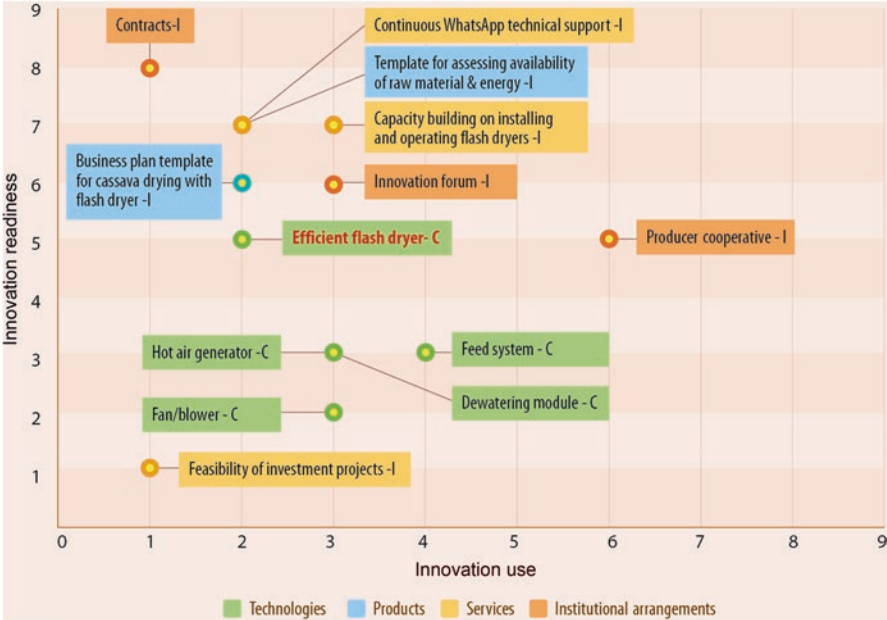 9
Contracts-I
Continuous WhatsApp technical support -I
8
Template for assessing availability
of raw material & energy -I
7
Capacity building on installing
and operating flash dryers -I
Business plan template
for cassava drying with
flash dryer -I
6
Innovation forum -I
Innovation readiness
5
Efficient flash dryer- C
Producer cooperative - I
4
3
Hot air generator -C
Feed system - C
Dewatering module - C
2
Fan/blower - C
1
Feasibility of investment projects -I
0 1 2 3 4 5 6 7 8 9
Innovation use
Technologies Products Services Institutional arrangements